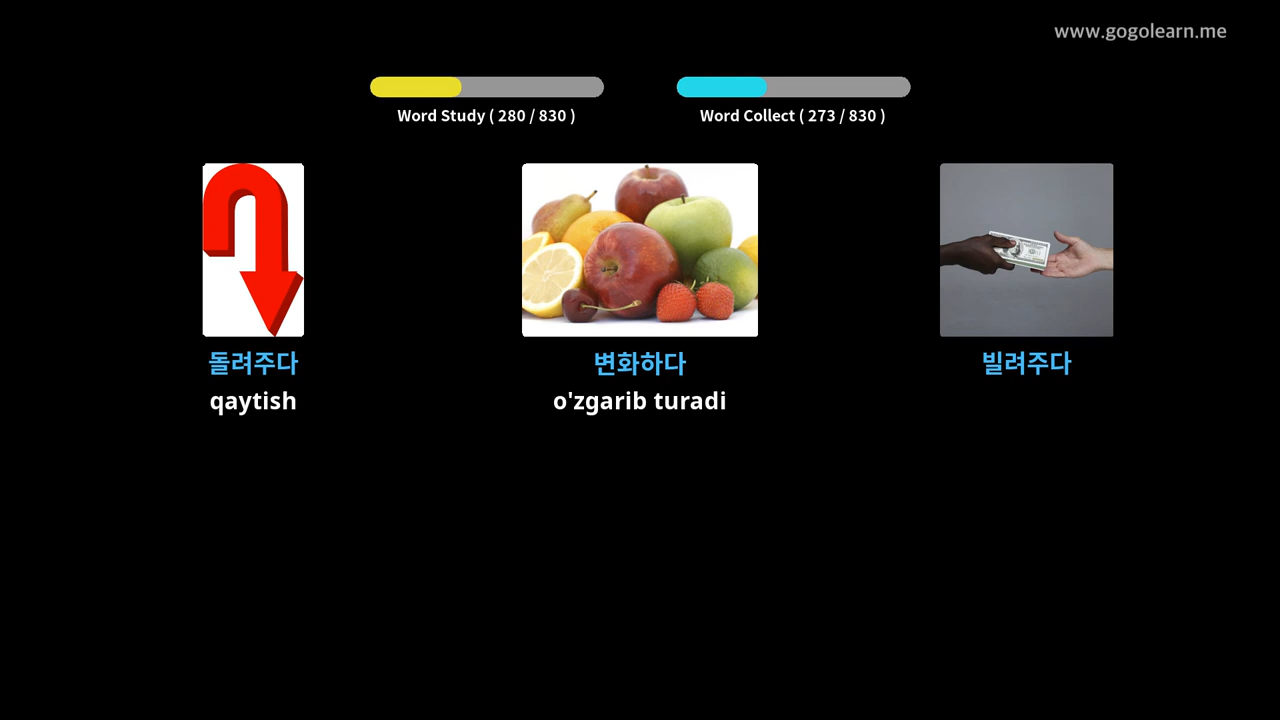 www.gogolearn.me
Word Study ( 280 / 830 )
Word Collect ( 273 / 830 )
돌려주다
qaytish
변화하다
o'zgarib turadi
빌려주다